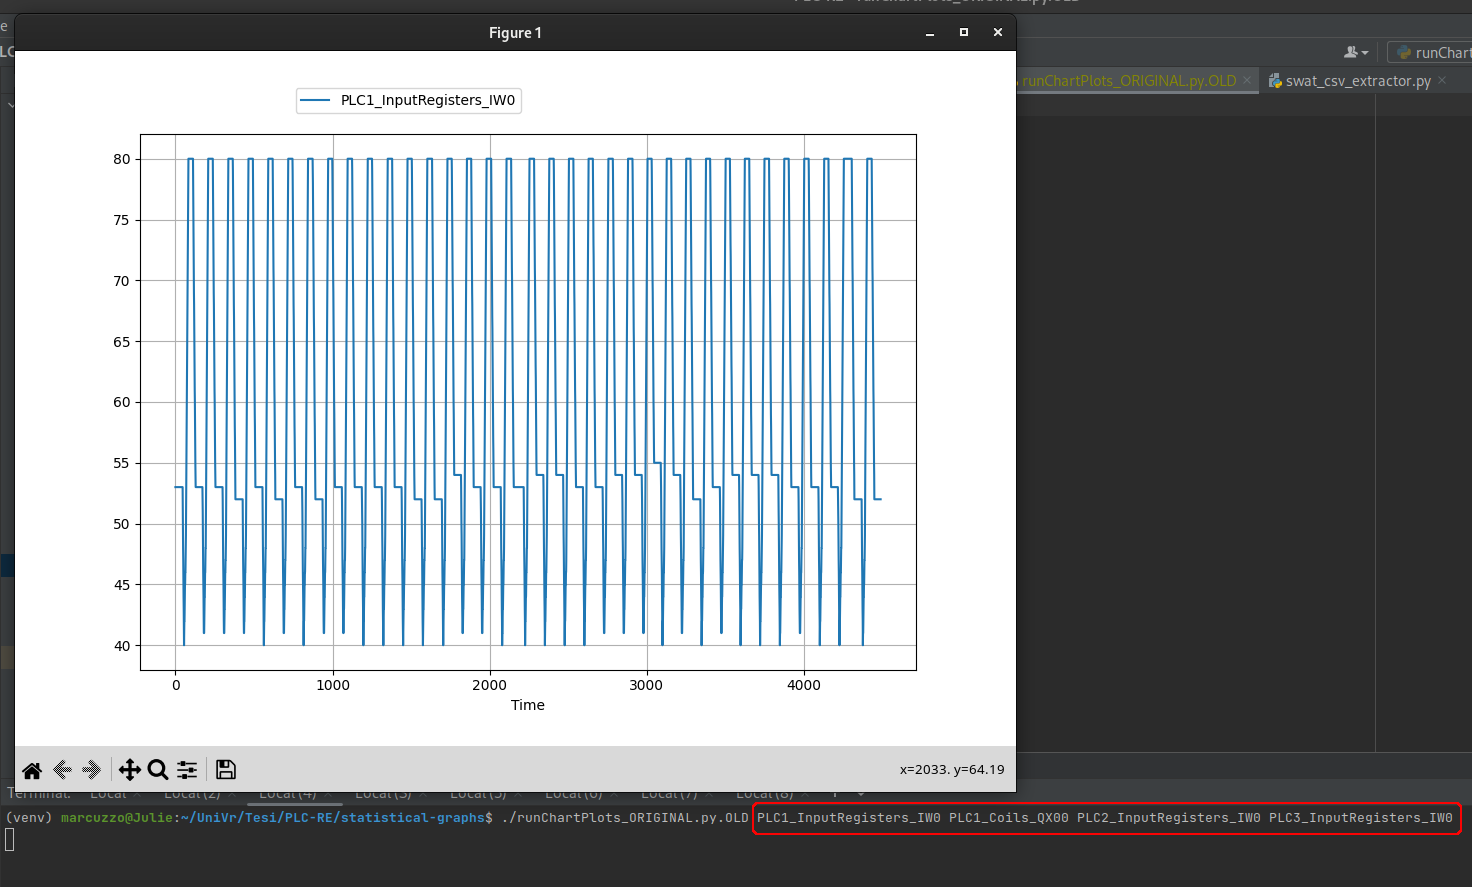 Figure 1
runChart
runChartPlots_ORIGINAL.py.OLD
swat_csv_extractor.py
PLC1_InputRegisters_IW0
80
75
70
65
60
55
50
45
40
0 1000 2000 3000 4000
Time
x=2033. y=64.19
Terminal: Local Local (2) Local (4) Local (3) Local (5) Local (6) Local (7) Local (8)
(venv) marcuzzo@Julie:~/UniVr/Tesi/PLC-RE/statistical-graphs$ ./runChartPlots_ORIGINAL.py.OLD PLC1_InputRegisters_IW0 PLC1_Coils_QX00 PLC2_InputRegisters_IW0 PLC3_InputRegisters_IW0